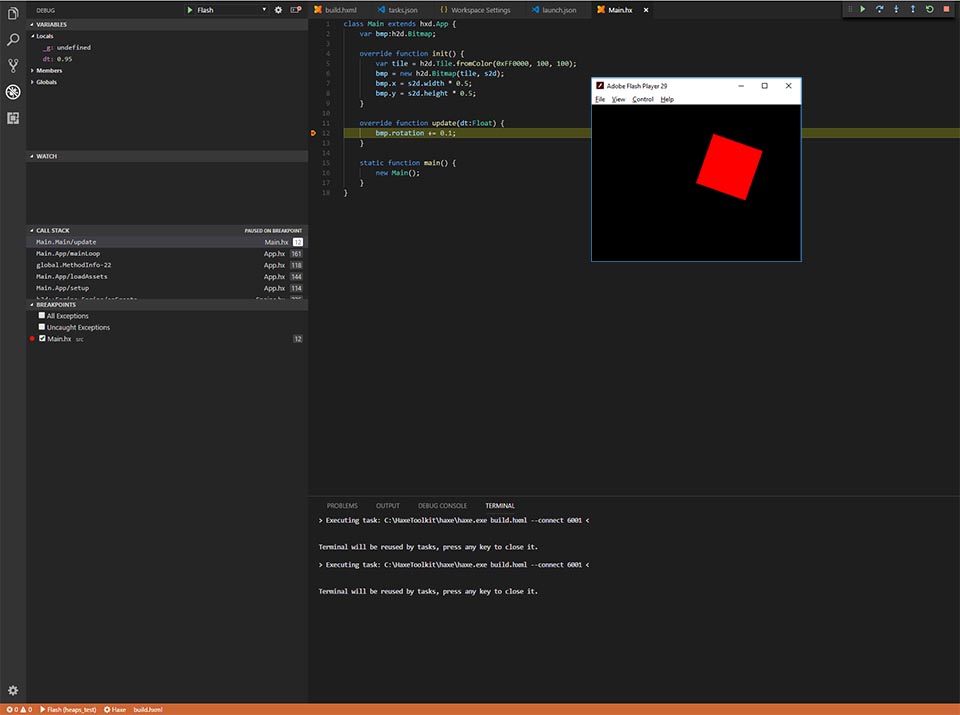 DEBUG
Flash
VARIABLES
Locals
_g: undefined
dt: 0.95
Members
Globals
WATCH
CALL STACK PAUSED ON BREAKPOINT
Main.Main/update Main.hx 12
Main.App/mainLoop App.hx 161
global.MethodInfo-22 App.hx 118
Main.App/loadAssets App.hx 144
Main.App/setup App.hx 114
BREAKPOINTS
All Exceptions
Uncaught Exceptions
Main.hx src 12
build.hxml tasks.json { } Workspace Settings launch.json Main.hx
1 class Main extends hxd.App {
2 var bmp:h2d.Bitmap;
3
4 override function init() {
5 var tile = h2d.Tile.fromColor(0xFF0000, 100, 100);
6 bmp = new h2d.Bitmap(tile, s2d);
7 bmp.x = s2d.width * 0.5;
8 bmp.y = s2d.height * 0.5;
9 }
10
11 override function update(dt:Float) {
12 bmp.rotation += 0.1;
13 }
14
15 static function main() {
16 new Main();
17 }
18 }
Adobe Flash Player 29
File View Control Help
PROBLEMS OUTPUT DEBUG CONSOLE TERMINAL
> Executing task: C:\HaxeToolkit\haxe\haxe.exe build.hxml --connect 6001 <
Terminal will be reused by tasks, press any key to close it.
> Executing task: C:\HaxeToolkit\haxe\haxe.exe build.hxml --connect 6001 <
Terminal will be reused by tasks, press any key to close it.
0 0 Flash (heaps_test) Haxe build.hxml